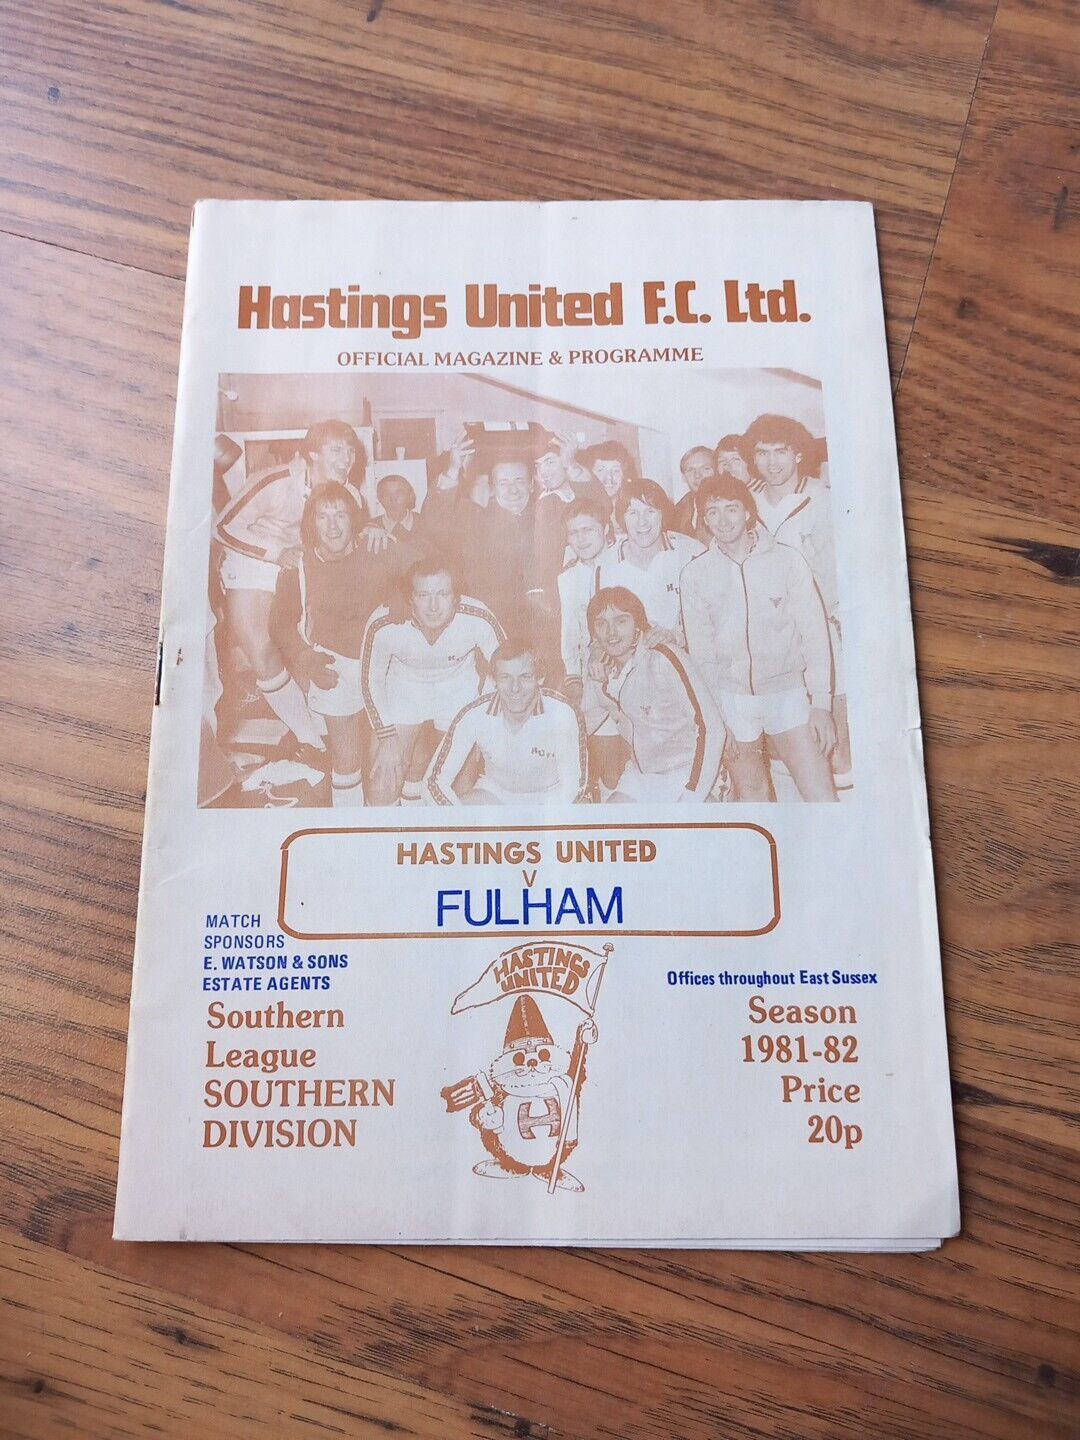 Hastings United F.C. Ltd.
OFFICIAL MAGAZINE & PROGRAMME
HASTINGS UNITED
V
FULHAM
MATCH
SPONSORS
E. WATSON & SONS
ESTATE AGENTS
Offices throughout East Sussex
Southern
League
SOUTHERN
DIVISION
HASTINGS
UNITED
H
Season
1981-82
Price
20p